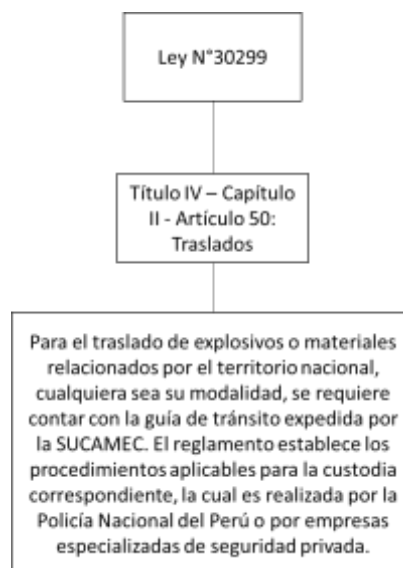 Ley N°30299
Título IV – Capítulo
II - Artículo 50:
Traslados
Para el traslado de explosivos o materiales
relacionados por el territorio nacional,
cualquiera sea su modalidad, se requiere
contar con la guía de tránsito expedida por
la SUCAMEC. El reglamento establece los
procedimientos aplicables para la custodia
correspondiente, la cual es realizada por la
Policía Nacional del Perú o por empresas
especializadas de seguridad privada.